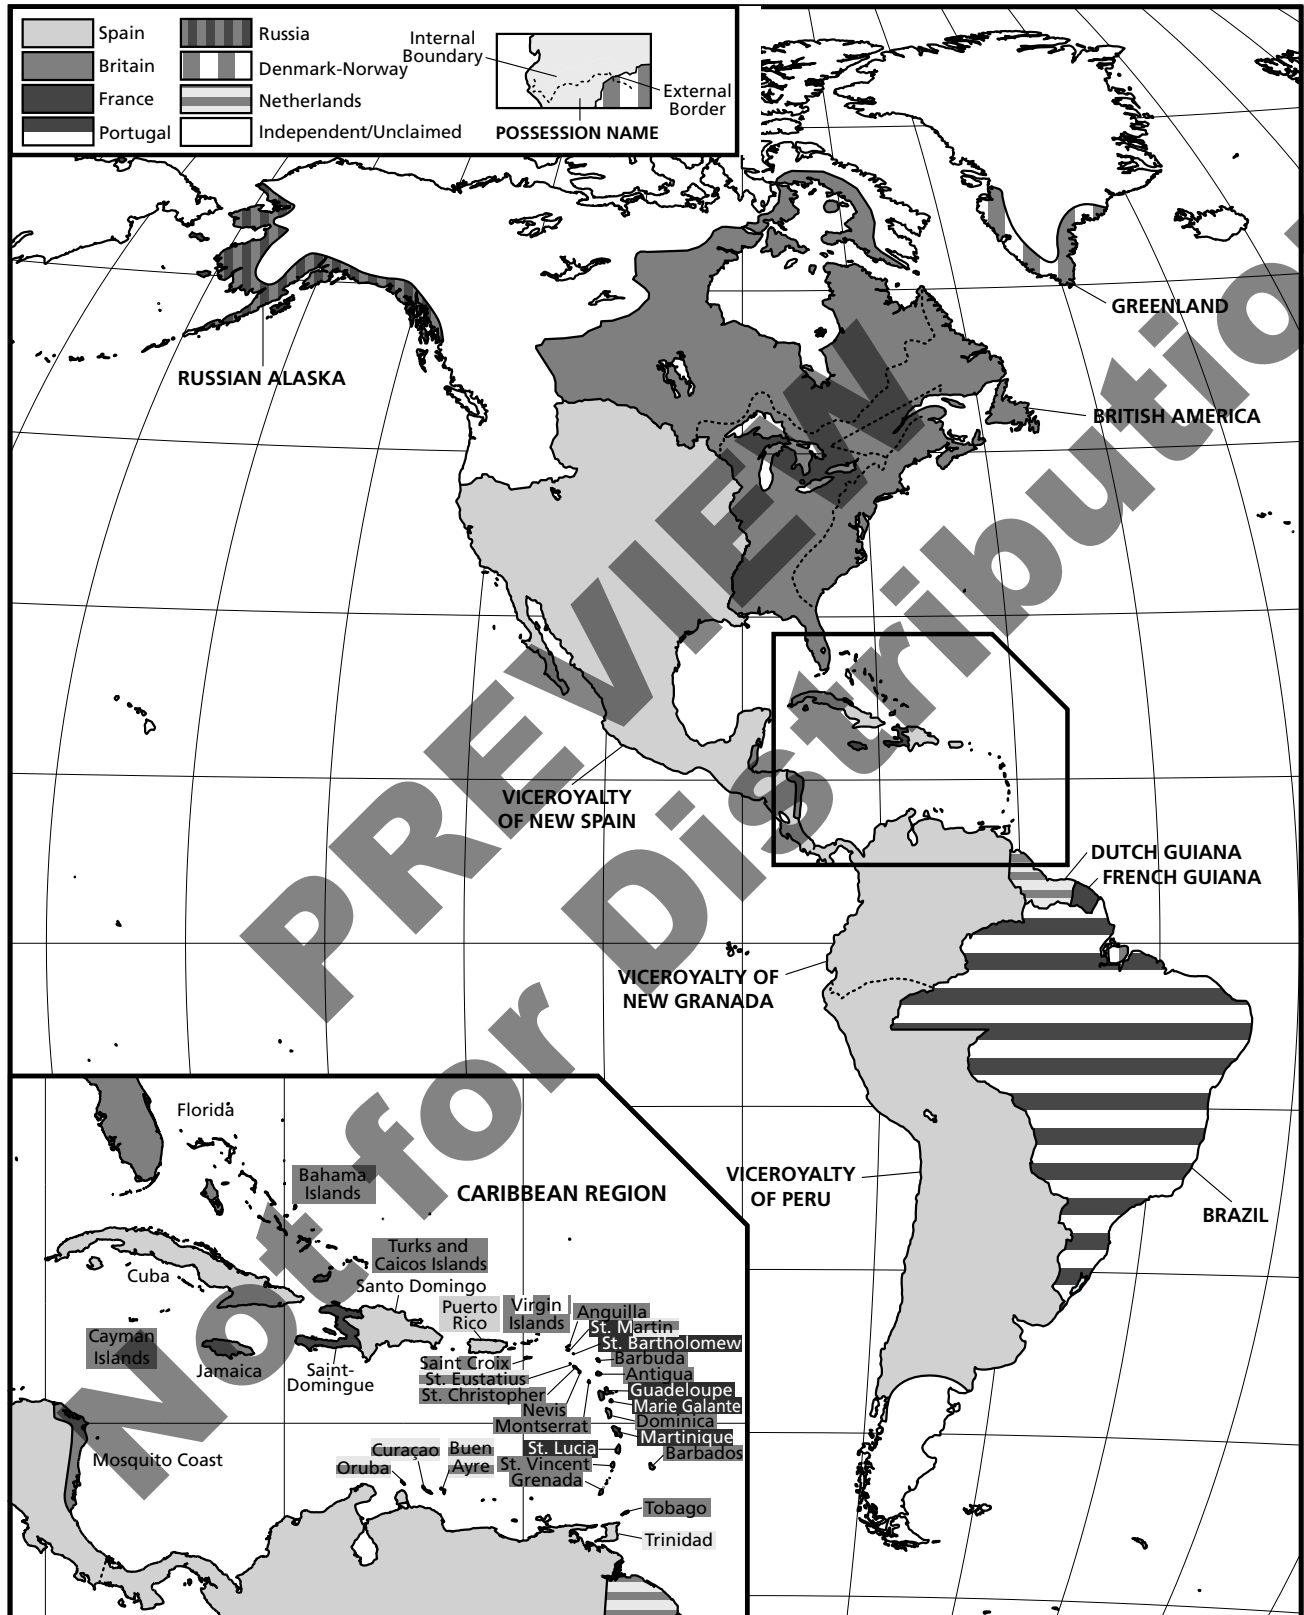 Spain
Britain
France
Portugal
Russia
Denmark-Norway
Netherlands
Independent/Unclaimed
Internal
Boundary
External
Border
POSSESSION NAME
GREENLAND
RUSSIAN ALASKA
BRITISH AMERICA
VICEROYALTY
OF NEW SPAIN
DUTCH GUIANA
FRENCH GUIANA
VICEROYALTY OF
NEW GRANADA
VICEROYALTY
OF PERU
BRAZIL
PREVIEW
Not for Distributio
CARIBBEAN REGION
Florida
Bahama
Islands
Turks and
Caicos Islands
Cuba
Santo Domingo
Puerto
Rico
Virgin
Islands
Anguilla
St. Martin
St. Bartholomew
Cayman
Islands
Jamaica
Saint-
Domingue
Saint Croix
Barbuda
St. Eustatius
Antigua
St. Christopher
Guadeloupe
Nevis
Marie Galante
Montserrat
Dominica
Martinique
Mosquito Coast
Curaçao
Buen
Ayre
Oruba
St. Lucia
Barbados
St. Vincent
Grenada
Tobago
Trinidad